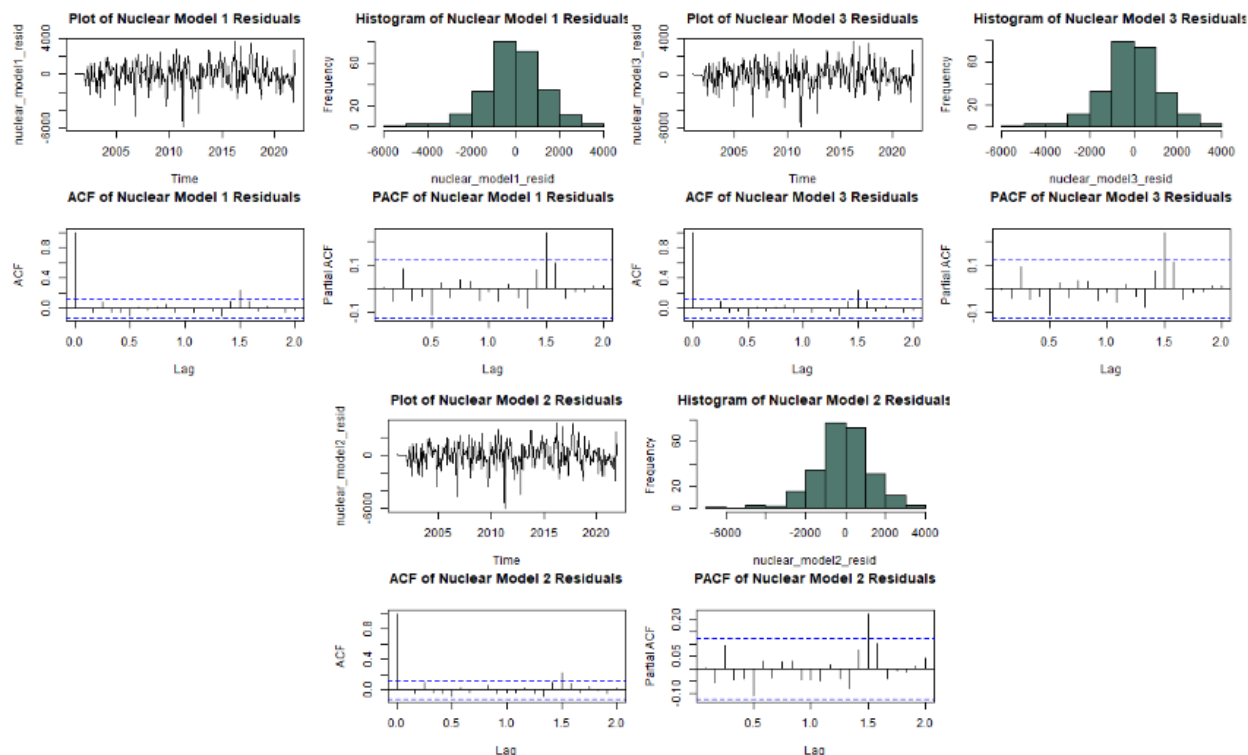 Plot of Nuclear Model 1 Residuals
nuclear_model1_resid
4000
0
-6000
2005 2010 2015 2020
Time
Histogram of Nuclear Model 1 Residuals
Frequency
60
20
0
-6000 -4000 -2000 0 2000 4000
nuclear_model1_resid
Plot of Nuclear Model 3 Residuals
nuclear_model3_resid
4000
0
-6000
2005 2010 2015 2020
Time
Histogram of Nuclear Model 3 Residuals
Frequency
60
20
0
-6000 -4000 -2000 0 2000 4000
nuclear_model3_resid
ACF of Nuclear Model 1 Residuals
ACF
0.8
0.4
0.0
0.0 0.5 1.0 1.5 2.0
Lag
PACF of Nuclear Model 1 Residuals
Partial ACF
0.1
-0.1
0.5 1.0 1.5 2.0
Lag
ACF of Nuclear Model 3 Residuals
ACF
0.8
0.4
0.0
0.0 0.5 1.0 1.5 2.0
Lag
PACF of Nuclear Model 3 Residuals
Partial ACF
0.1
-0.1
0.5 1.0 1.5 2.0
Lag
Plot of Nuclear Model 2 Residuals
nuclear_model2_resid
0
-6000
2005 2010 2015 2020
Time
Histogram of Nuclear Model 2 Residuals
Frequency
60
20
0
-6000 -2000 0 2000 4000
nuclear_model2_resid
ACF of Nuclear Model 2 Residuals
ACF
0.8
0.4
0.0
0.0 0.5 1.0 1.5 2.0
Lag
PACF of Nuclear Model 2 Residuals
Partial ACF
0.20
0.05
-0.10
0.5 1.0 1.5 2.0
Lag